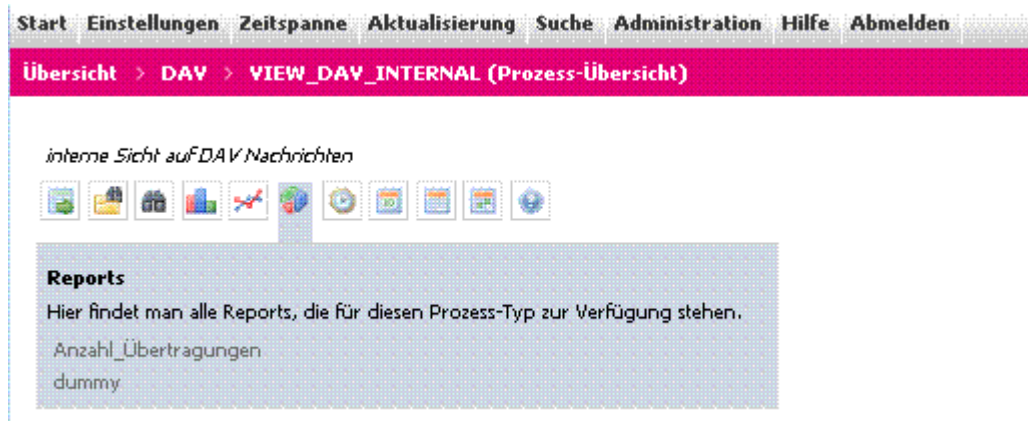 Start Einstellungen Zeitspanne Aktualisierung Suche Administration Hilfe Abmelden
Übersicht > DAV > VIEW_DAV_INTERNAL (Prozess-Übersicht)
interne Sicht auf DAV Nachrichten
Reports
Hier findet man alle Reports, die für diesen Prozess-Typ zur Verfügung stehen.
Anzahl_Übertragungen
dummy